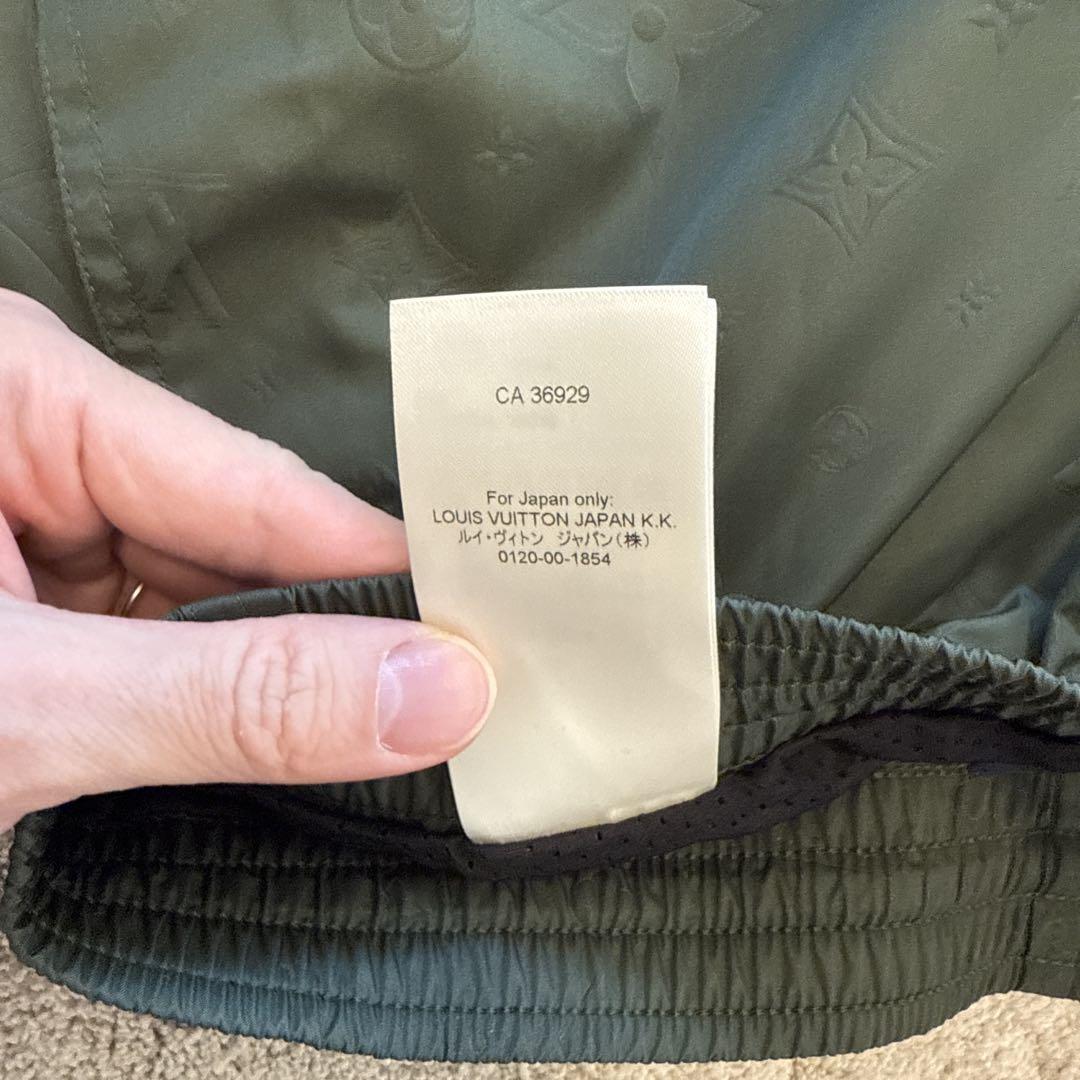 CA 36929
For Japan only:
LOUIS VUITTON JAPAN K.K.
ルイ・ヴィトン ジャパン(株)
0120-00-1854